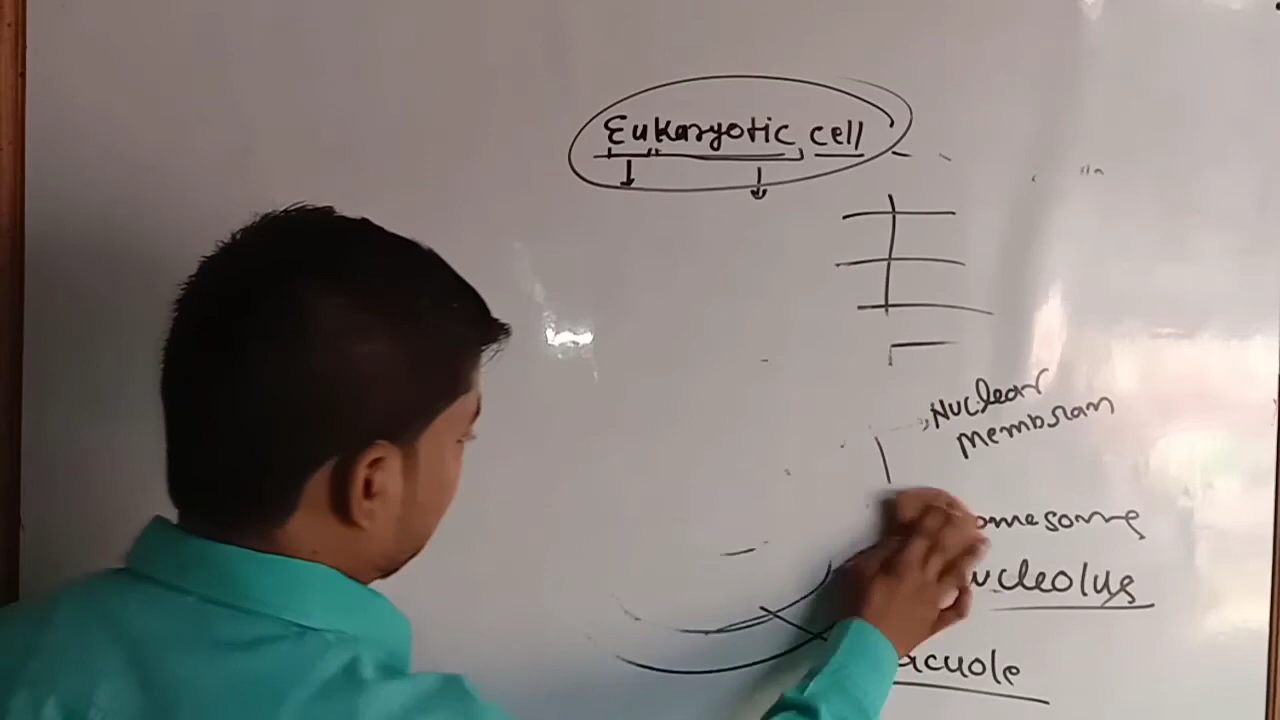 Eukaryotic cell
Nuclear
membran
omesome
ucleolus
acuole